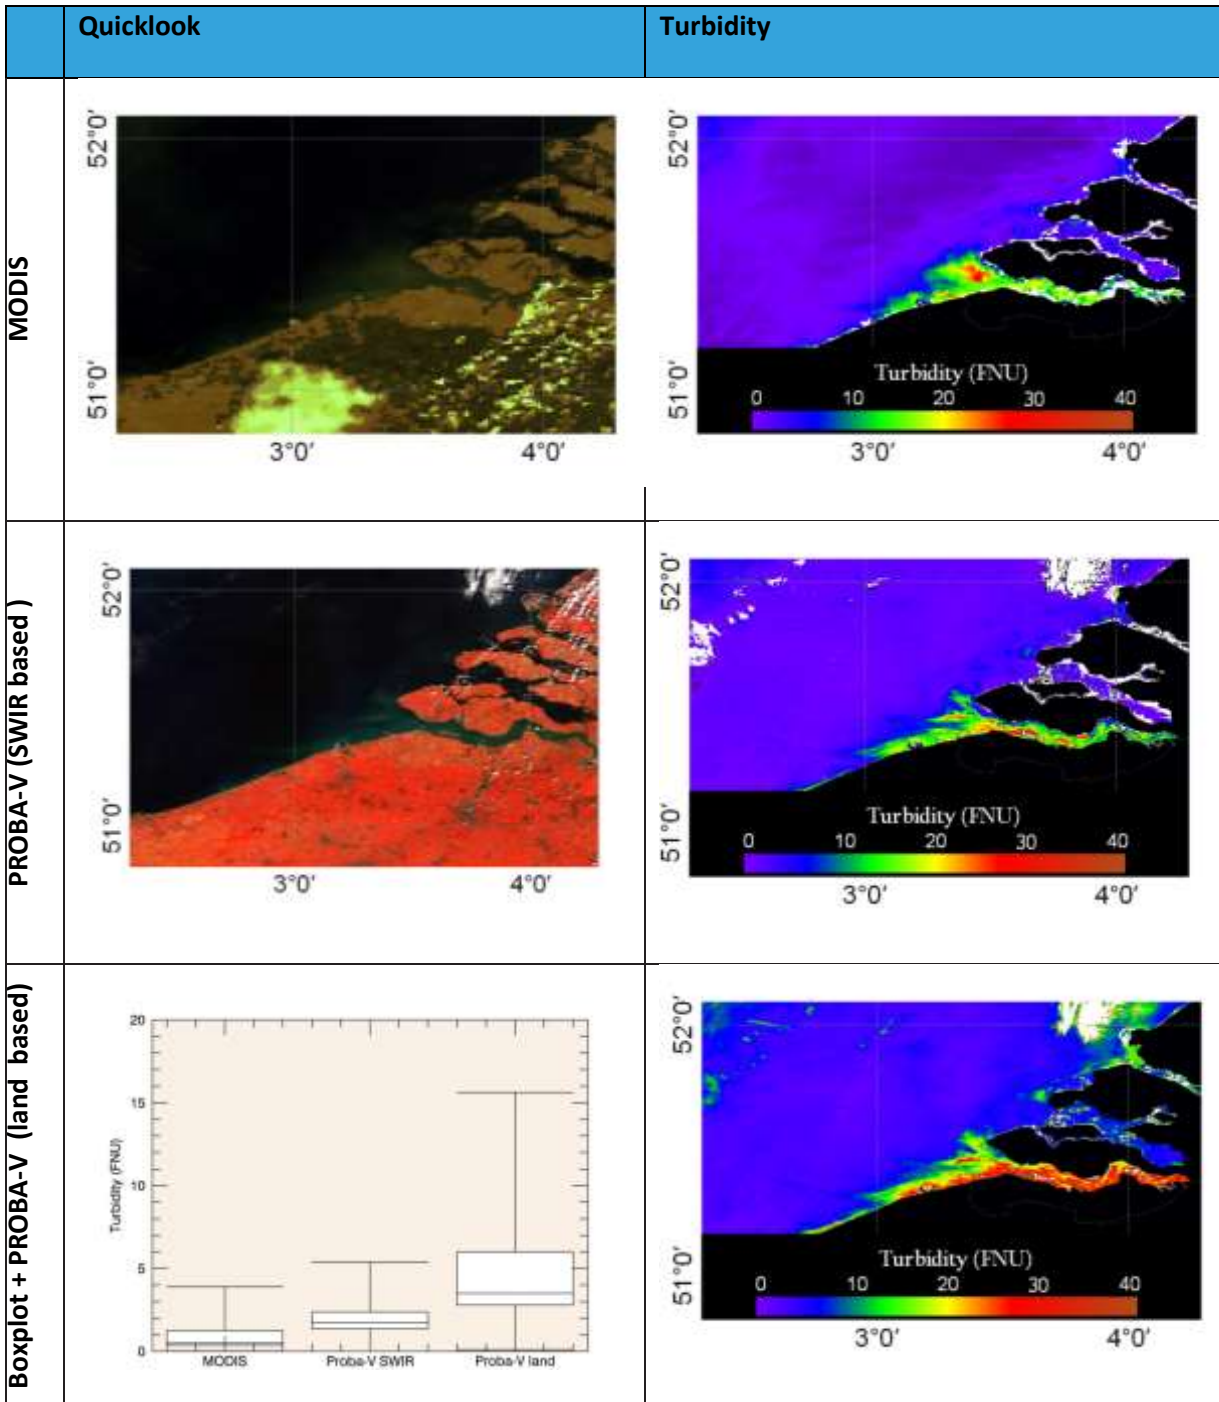 Quicklook
Turbidity
MODIS
52°0'
51°0'
3°0'
4°0'
52°0'
51°0'
Turbidity (FNU)
0 10 20 30 40
3°0'
4°0'
PROBA-V (SWIR based )
52°0'
51°0'
3°0'
4°0'
52°0'
51°0'
Turbidity (FNU)
0 10 20 30 40
3°0'
4°0'
Boxplot + PROBA-V (land based)
20
15
10
5
0
Turbidity (FNU)
MODIS
Proba-V SWIR
Proba-V land
52°0'
51°0'
Turbidity (FNU)
0 10 20 30 40
3°0'
4°0'